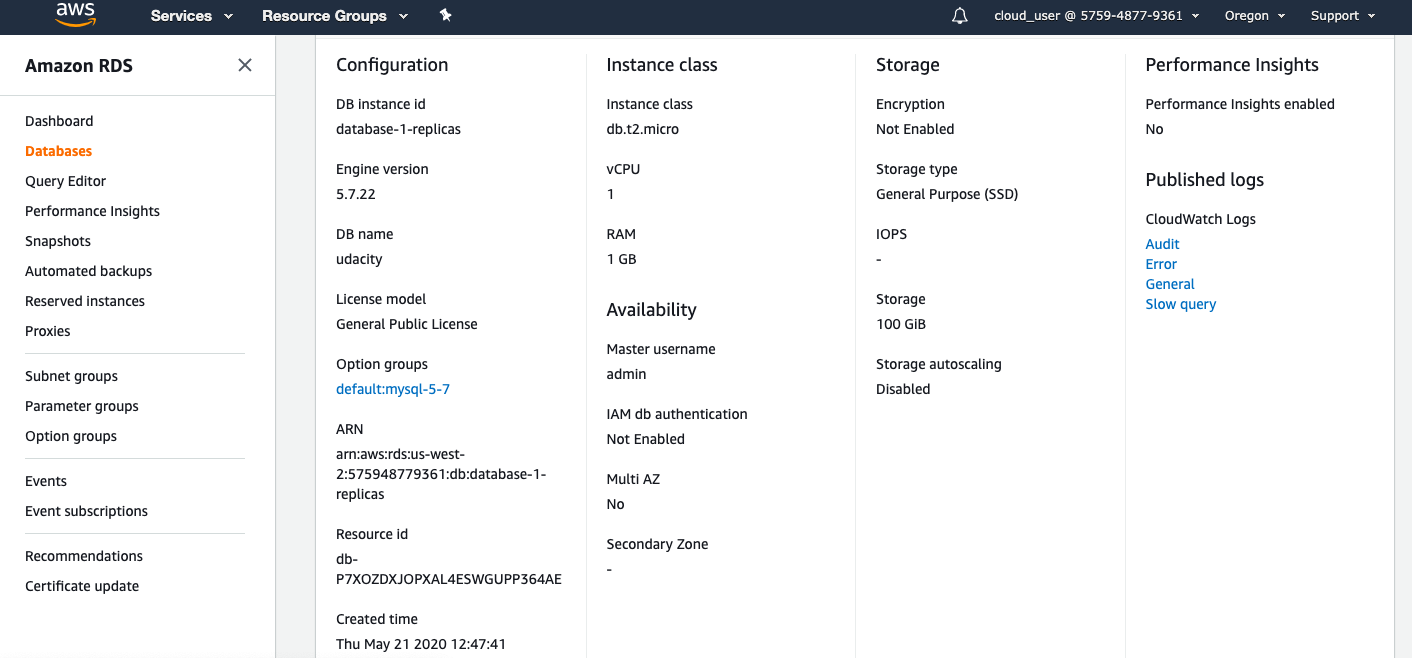 aws
Services
Resource Groups
cloud_user @ 5759-4877-9361
Oregon
Support
Amazon RDS
Dashboard
Databases
Query Editor
Performance Insights
Snapshots
Automated backups
Reserved instances
Proxies
Subnet groups
Parameter groups
Option groups
Events
Event subscriptions
Recommendations
Certificate update
Configuration
DB instance id
database-1-replicas
Engine version
5.7.22
DB name
udacity
License model
General Public License
Option groups
default:mysql-5-7
ARN
arn:aws:rds:us-west-
2:575948779361:db:database-1-
replicas
Resource id
db-
P7XOZDXJOPXAL4ESWGUPP364AE
Created time
Thu May 21 2020 12:47:41
Instance class
Instance class
db.t2.micro
vCPU
1
RAM
1 GB
Availability
Master username
admin
IAM db authentication
Not Enabled
Multi AZ
No
Secondary Zone
-
Storage
Encryption
Not Enabled
Storage type
General Purpose (SSD)
IOPS
-
Storage
100 GiB
Storage autoscaling
Disabled
Performance Insights
Performance Insights enabled
No
Published logs
CloudWatch Logs
Audit
Error
General
Slow query